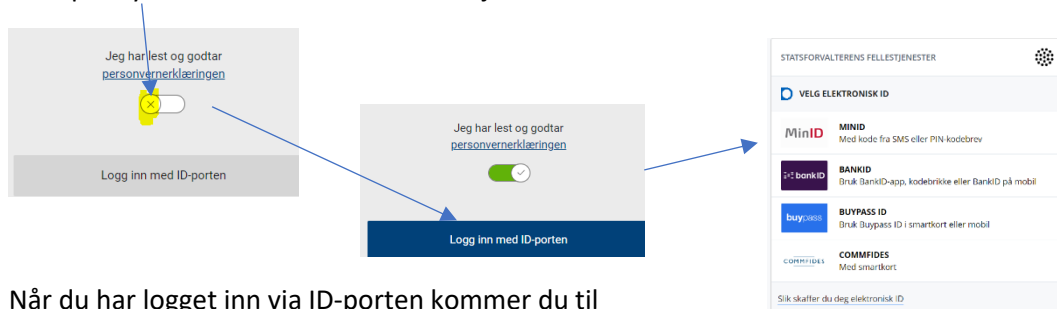 Jeg har lest og godtar
personvernerklæringen
Logg inn med ID-porten
Jeg har lest og godtar
personvernerklæringen
Logg inn med ID-porten
STATSFORVALTERENS FELLESTJENESTER
VELG ELEKTRONISK ID
MinID
MINID
Med kode fra SMS eller PIN-kodebrev
bankID
BANKID
Bruk BankID-app, kodebrikke eller BankID på mobil
buypass
BUYPASS ID
Bruk Buypass ID i smartkort eller mobil
COMMFIDES
COMMFIDES
Med smartkort
Slik skaffer du deg elektronisk ID
Når du har logget inn via ID-porten kommer du til